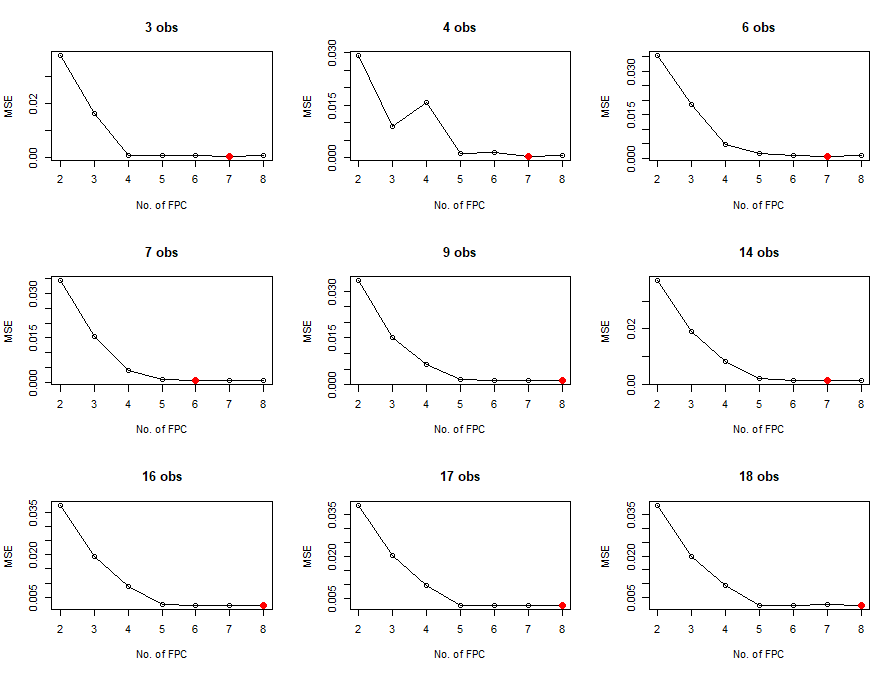 3 obs
MSE
0.00 0.02
2 3 4 5 6 7 8
No. of FPC
4 obs
MSE
0.000 0.015 0.030
2 3 4 5 6 7 8
No. of FPC
6 obs
MSE
0.000 0.015 0.030
2 3 4 5 6 7 8
No. of FPC
7 obs
MSE
0.000 0.015 0.030
2 3 4 5 6 7 8
No. of FPC
9 obs
MSE
0.000 0.015 0.030
2 3 4 5 6 7 8
No. of FPC
14 obs
MSE
0.00 0.02
2 3 4 5 6 7 8
No. of FPC
16 obs
MSE
0.005 0.020 0.035
2 3 4 5 6 7 8
No. of FPC
17 obs
MSE
0.005 0.020 0.035
2 3 4 5 6 7 8
No. of FPC
18 obs
MSE
0.005 0.020 0.035
2 3 4 5 6 7 8
No. of FPC